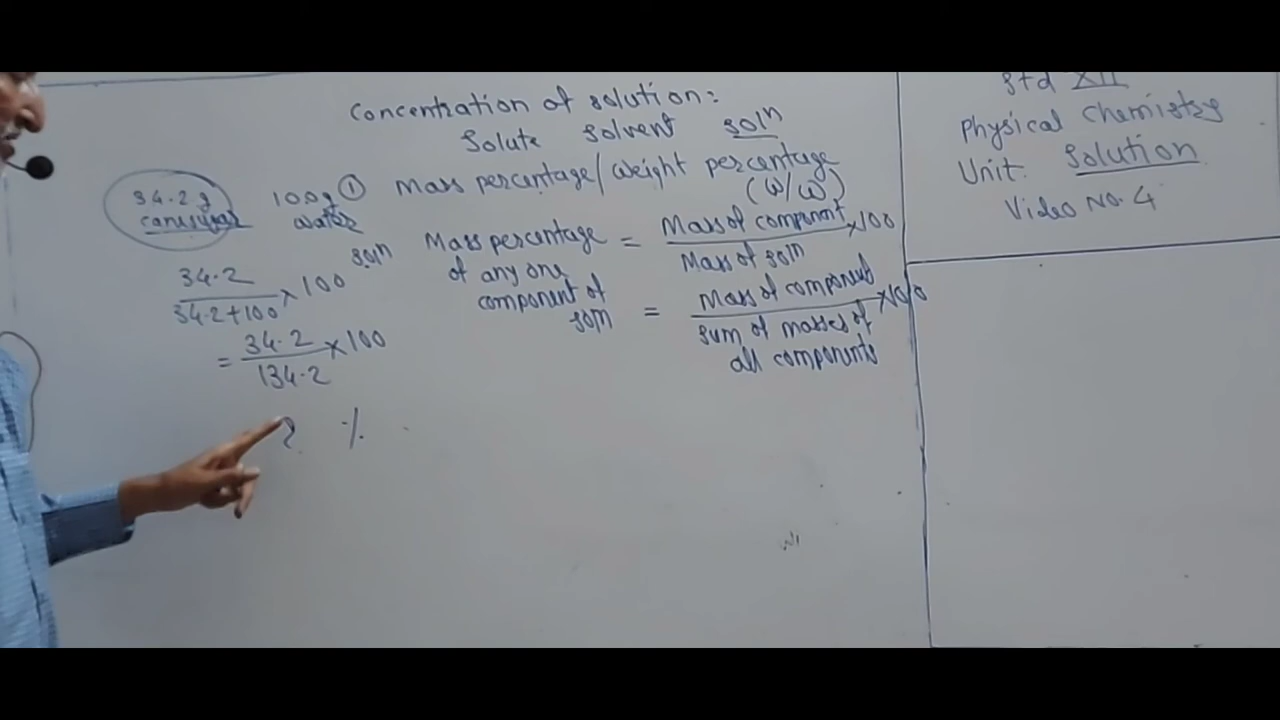 Concentration of solution:
Solute Solvent Soln
① Mass percentage/Weight percentage
(W/W)
34.2 g
canesugar
100g
water
soln
34.2
34.2+100 × 100
= 34.2
134.2 × 100
? %
Mass percentage
of any one
component of
soln
= Mass of component
Mass of soln ×100
= Mass of component
sum of masses of
all components ×100
Std XII
Physical Chemistry
Unit: Solution
Video No. 4